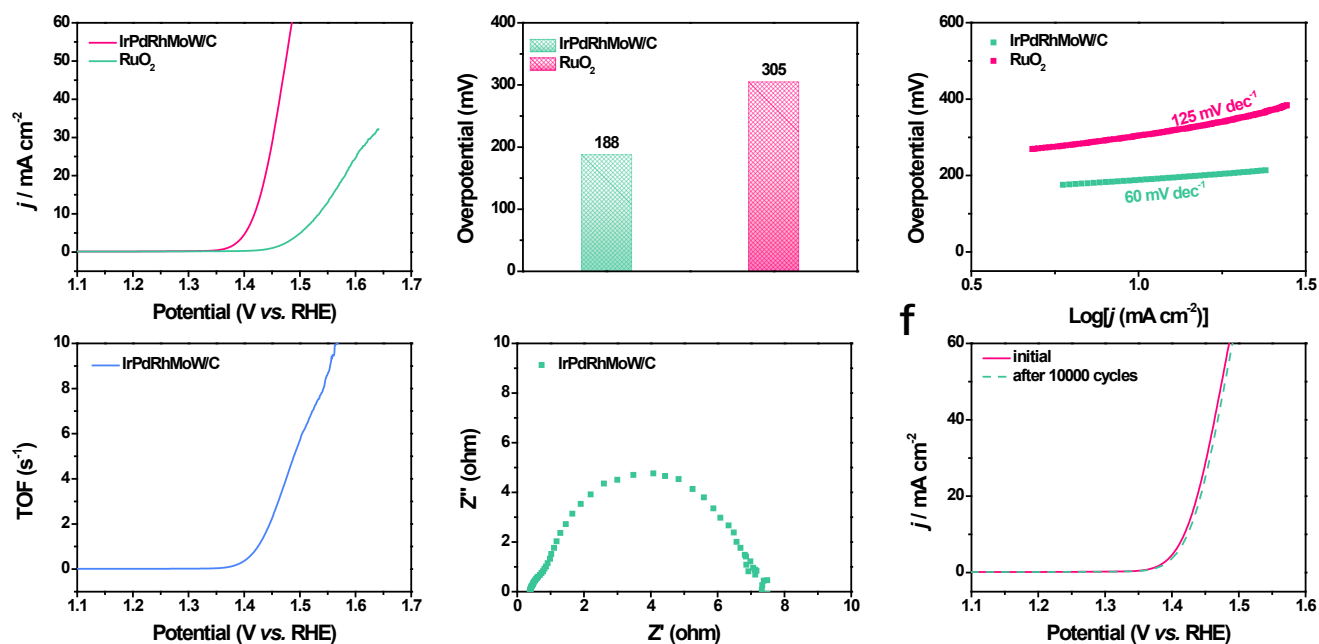 60
50
40
30
20
10
0
j / mA cm⁻²
IrPdRhMoW/C
RuO₂
1.1 1.2 1.3 1.4 1.5 1.6 1.7
Potential (V vs. RHE)
400
300
200
100
0
Overpotential (mV)
IrPdRhMoW/C
RuO₂
188
305
600
400
200
0
Overpotential (mV)
IrPdRhMoW/C
RuO₂
125 mV dec⁻¹
60 mV dec⁻¹
0.5 1.0 1.5
Log[j (mA cm⁻²)]
10
8
6
4
2
0
TOF (s⁻¹)
IrPdRhMoW/C
1.1 1.2 1.3 1.4 1.5 1.6 1.7
Potential (V vs. RHE)
10
8
6
4
2
0
Z'' (ohm)
IrPdRhMoW/C
0 2 4 6 8 10
Z' (ohm)
f
60
40
20
0
j / mA cm⁻²
initial
after 10000 cycles
1.1 1.2 1.3 1.4 1.5 1.6
Potential (V vs. RHE)